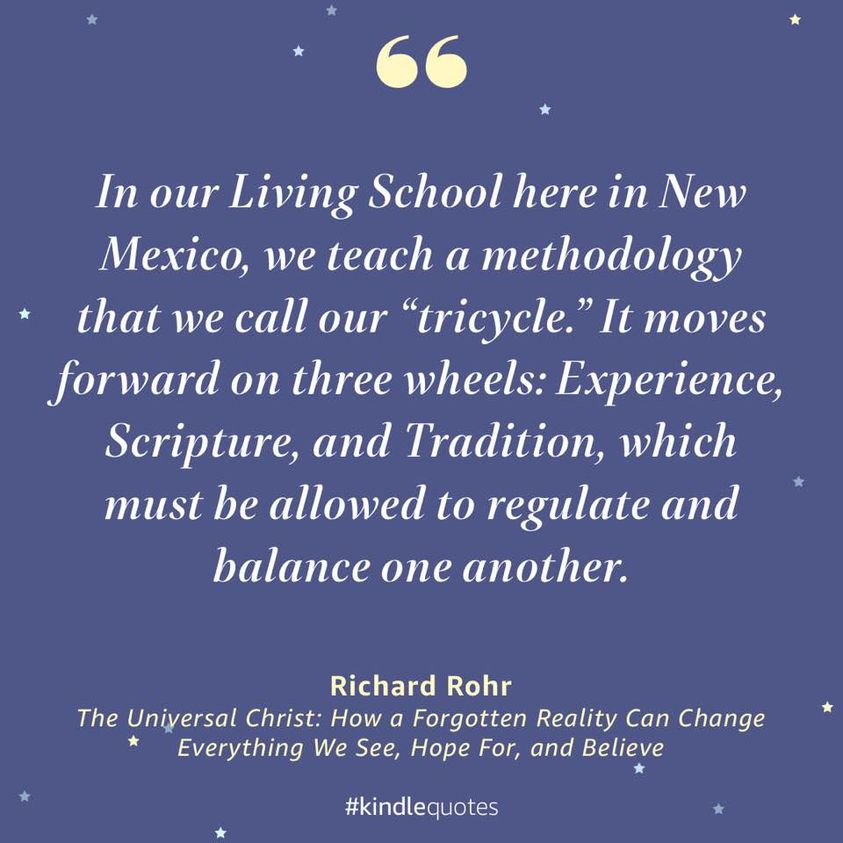 “
In our Living School here in New
Mexico, we teach a methodology
that we call our “tricycle.” It moves
forward on three wheels: Experience,
Scripture, and Tradition, which
must be allowed to regulate and
balance one another.
Richard Rohr
The Universal Christ: How a Forgotten Reality Can Change
Everything We See, Hope For, and Believe
#kindlequotes